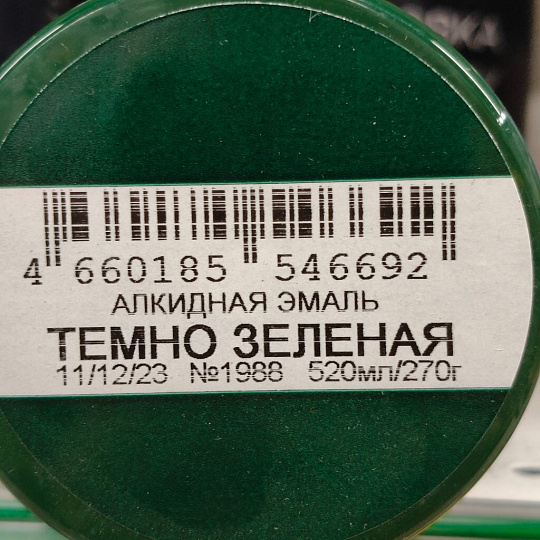 4 660185 546692
АЛКИДНАЯ ЭМАЛЬ
ТЕМНО ЗЕЛЕНАЯ
11/12/23 №1988 520мл/270г